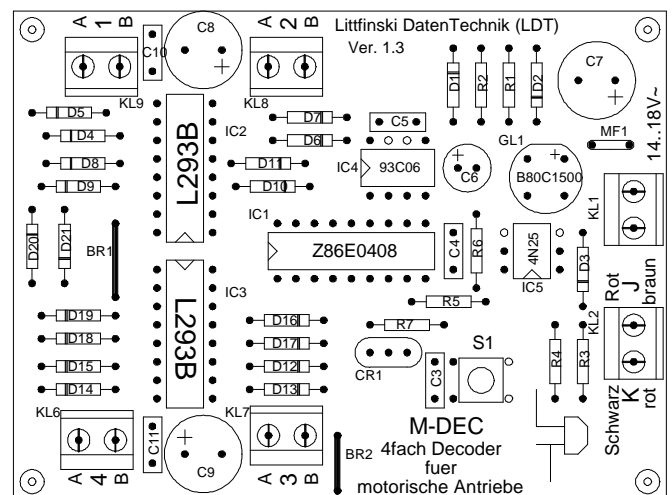 A 1 B
KL9
C10
C8
+
A 2 B
KL8
Littfinski DatenTechnik (LDT)
Ver. 1.3
D1
R2
R1
D2
C7
+
14..18V~
MF1
D5
D4
D8
D9
L293B
IC2
D7
D6
D11
D10
C5
IC4
93C06
+
C6
GL1
+
B80C1500
KL1
IC1
Z86E0408
C4
R6
4N25
IC5
D3
D20
D21
BR1
IC3
L293B
Rot J braun
KL2
R5
R7
D19
D18
D15
D14
D16
D17
D12
D13
CR1
C3
S1
R4
R3
Schwarz K rot
KL6
A 4 B
C11
+
C9
KL7
A 3 B
BR2
M-DEC
4fach Decoder
fuer
motorische Antriebe